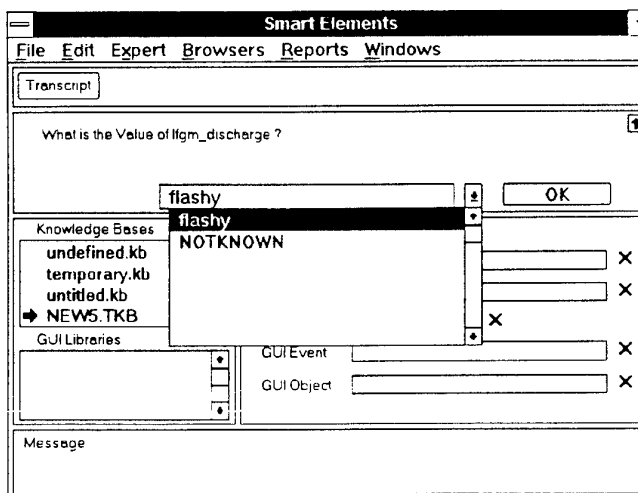 Smart Elements
File Edit Expert Browsers Reports Windows
Transcript
What is the Value of lfgm_discharge ?
flashy
OK
flashy
NOTKNOWN
Knowledge Bases
undefined.kb
temporary.kb
untitled.kb
NEW5.TKB
GUI Libraries
GUI Event
GUI Object
Message